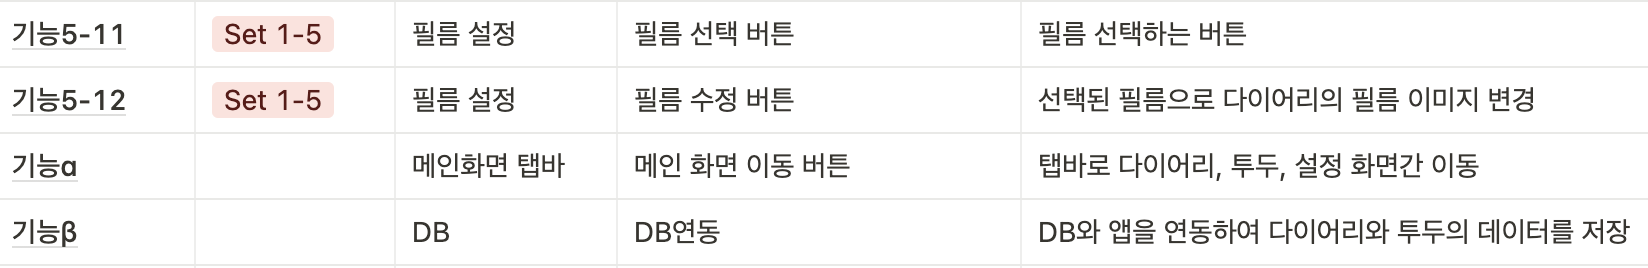 기능5-11 Set 1-5 필름 설정 필름 선택 버튼 필름 선택하는 버튼
기능5-12 Set 1-5 필름 설정 필름 수정 버튼 선택된 필름으로 다이어리의 필름 이미지 변경
기능α 메인화면 탭바 메인 화면 이동 버튼 탭바로 다이어리, 투두, 설정 화면간 이동
기능β DB DB연동 DB와 앱을 연동하여 다이어리와 투두의 데이터를 저장